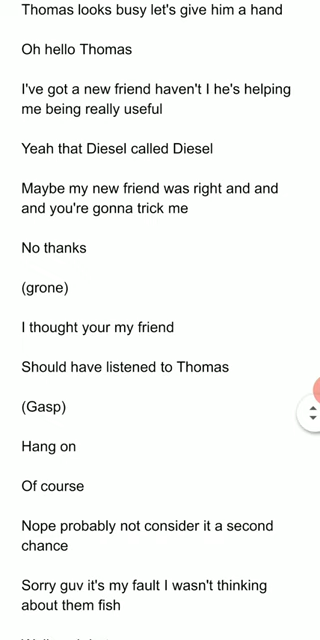 Thomas looks busy let's give him a hand
Oh hello Thomas
I've got a new friend haven't I he's helping
me being really useful
Yeah that Diesel called Diesel
Maybe my new friend was right and and
and you're gonna trick me
No thanks
(grone)
I thought your my friend
Should have listened to Thomas
(Gasp)
Hang on
Of course
Nope probably not consider it a second
chance
Sorry guv it's my fault I wasn't thinking
about them fish